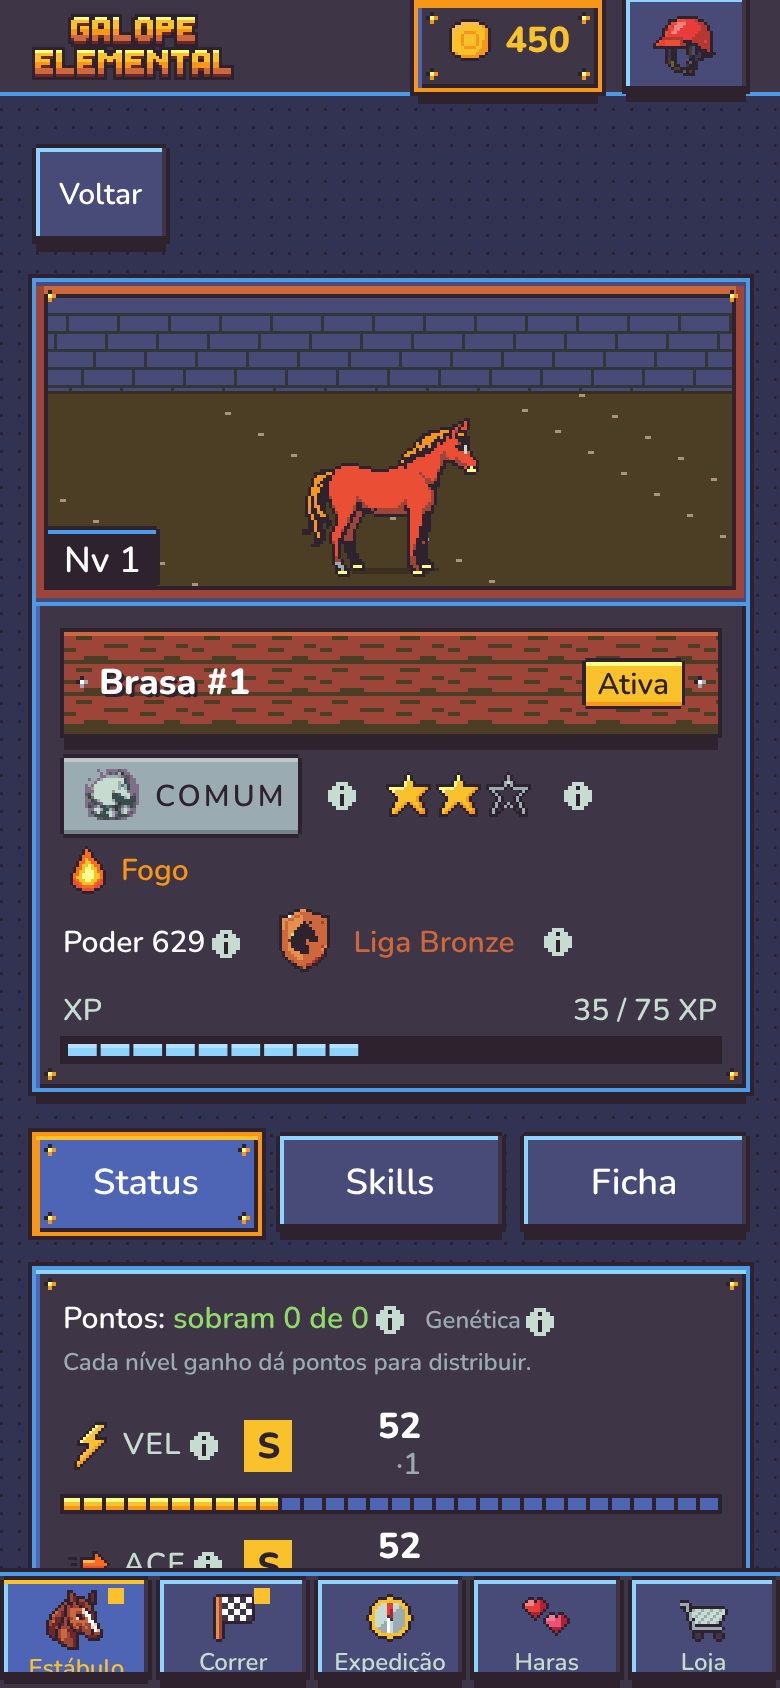 GALOPE
ELEMENTAL
450
Voltar
Nv 1
Brasa #1
Ativa
COMUM
Fogo
Poder 629
Liga Bronze
XP
35 / 75 XP
Status
Skills
Ficha
Pontos: sobram 0 de 0
Genética
Cada nível ganho dá pontos para distribuir.
VEL
S
52
·1
ACE
S
52
Estábulo
Correr
Expedição
Haras
Loja